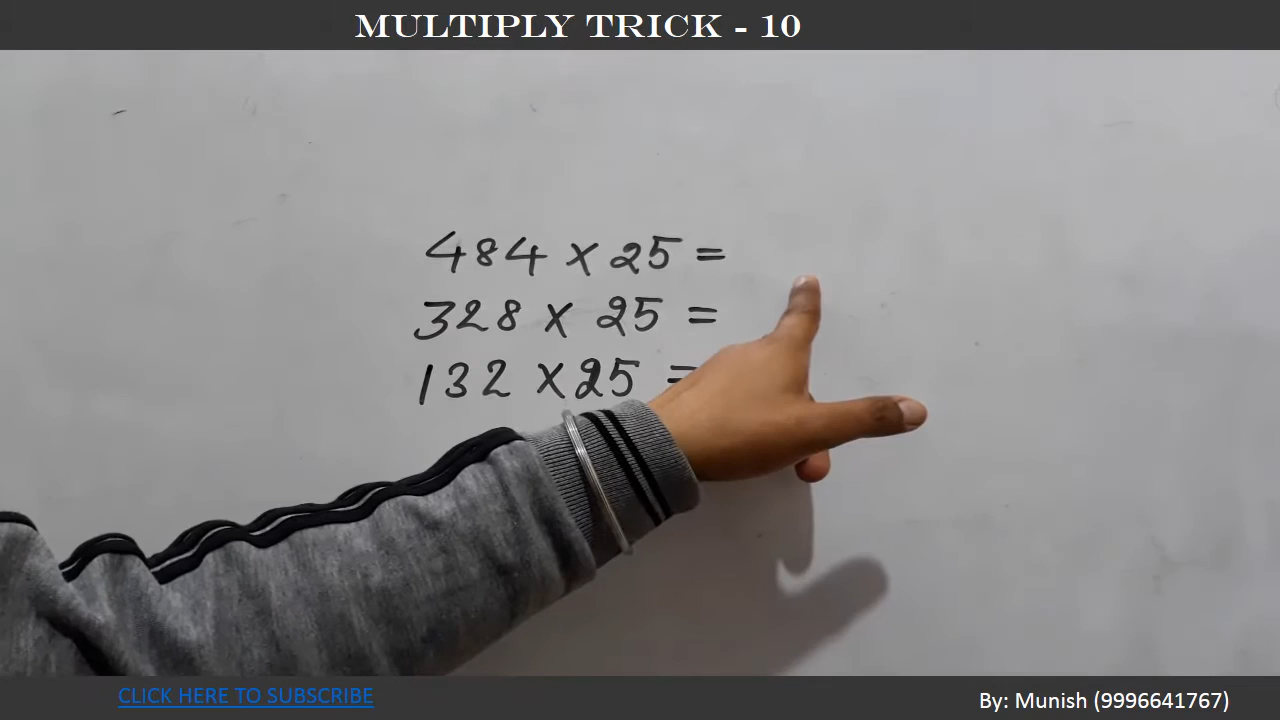 MULTIPLY TRICK - 10
484 × 25 =
328 × 25 =
132 × 25 =
CLICK HERE TO SUBSCRIBE
By: Munish (9996641767)